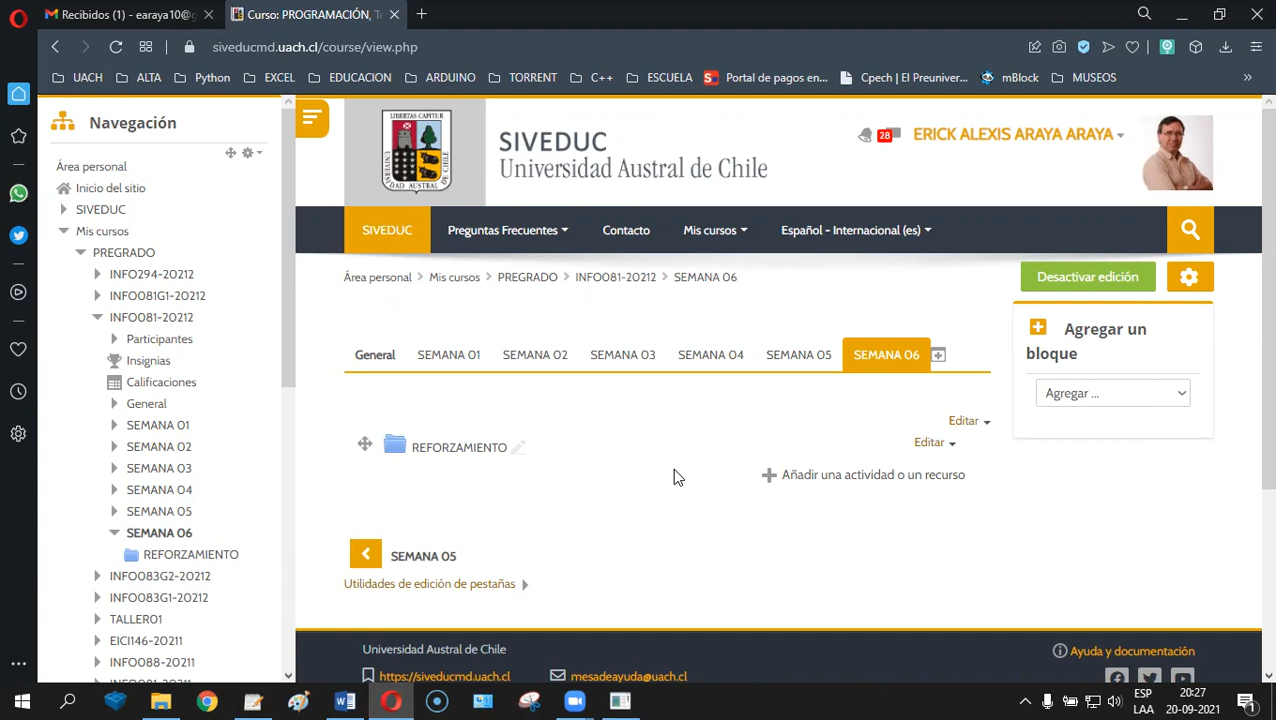 Recibidos (1) - earaya10@g
Curso: PROGRAMACIÓN, T
siveducmd.uach.cl/course/view.php
UACH
ALTA
Python
EXCEL
EDUCACION
ARDUINO
TORRENT
C++
ESCUELA
Portal de pagos en...
Cpech | El Preuniver...
mBlock
MUSEOS
»
Navegación
Área personal
Inicio del sitio
SIVEDUC
Mis cursos
PREGRADO
INFO294-20212
INFO081G1-20212
INFO081-20212
Participantes
Insignias
Calificaciones
General
SEMANA 01
SEMANA 02
SEMANA 03
SEMANA 04
SEMANA 05
SEMANA 06
REFORZAMIENTO
INFO083G2-20212
INFO083G1-20212
TALLER01
EICI146-20211
INFO088-20211
LIBERTAS CAPITUR
SIVEDUC
Universidad Austral de Chile
28
ERICK ALEXIS ARAYA ARAYA
SIVEDUC
Preguntas Frecuentes
Contacto
Mis cursos
Español - Internacional (es)
Área personal
Mis cursos
PREGRADO
INFO081-20212
SEMANA 06
Desactivar edición
General
SEMANA 01
SEMANA 02
SEMANA 03
SEMANA 04
SEMANA 05
SEMANA 06
Agregar un
bloque
Agregar ...
Editar
REFORZAMIENTO
Editar
Añadir una actividad o un recurso
SEMANA 05
Utilidades de edición de pestañas
Universidad Austral de Chile
https://siveducmd.uach.cl
mesadeayuda@uach.cl
Ayuda y documentación
ESP
LAA
20:27
20-09-2021
1